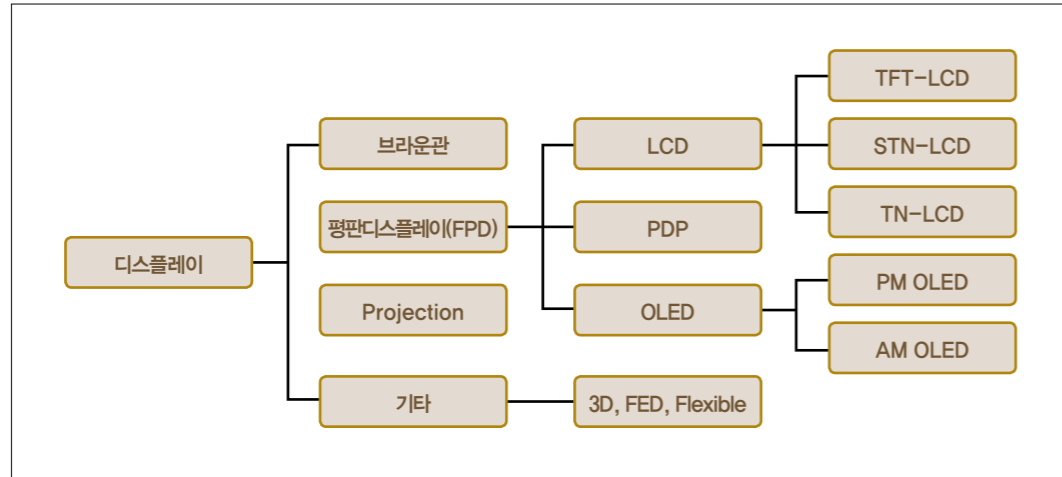 디스플레이
브라운관
평판디스플레이(FPD)
Projection
기타
LCD
PDP
OLED
3D, FED, Flexible
TFT-LCD
STN-LCD
TN-LCD
PM OLED
AM OLED